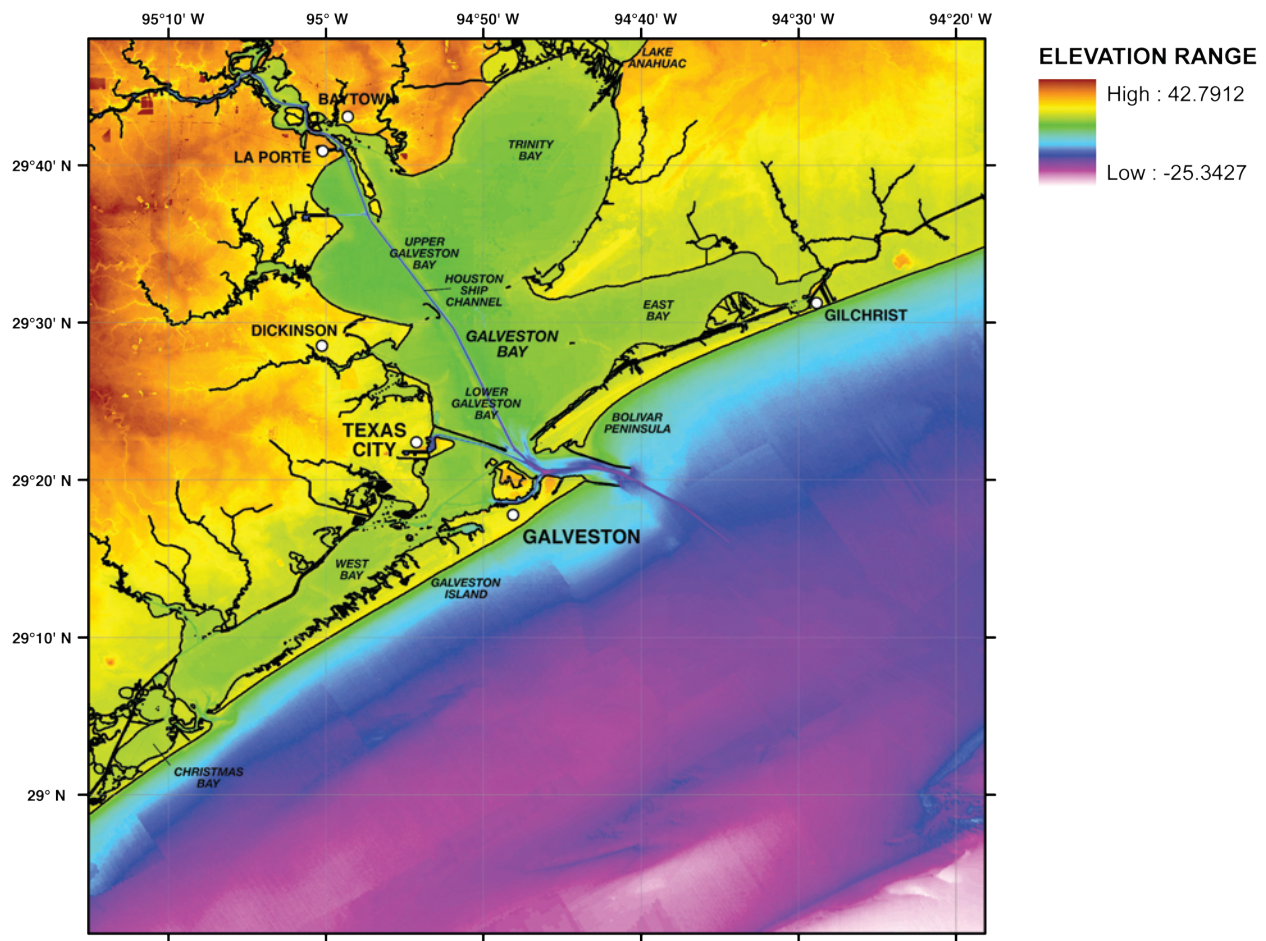 95°10' W
95°' W
94°50' W
94°40' W
94°30' W
94°20' W
ELEVATION RANGE
High : 42.7912
Low : -25.3427
LAKE
ANAHUAC
BAYTOWN
TRINITY
BAY
LA PORTE
29°40' N
UPPER
GALVESTON
BAY
HOUSTON
SHIP
CHANNEL
EAST
BAY
GILCHRIST
29°30' N
DICKINSON
GALVESTON
BAY
LOWER
GALVESTON
BAY
BOLIVAR
PENINSULA
TEXAS
CITY
29°20' N
GALVESTON
WEST
BAY
GALVESTON
ISLAND
29°10' N
CHRISTMAS
BAY
29° N